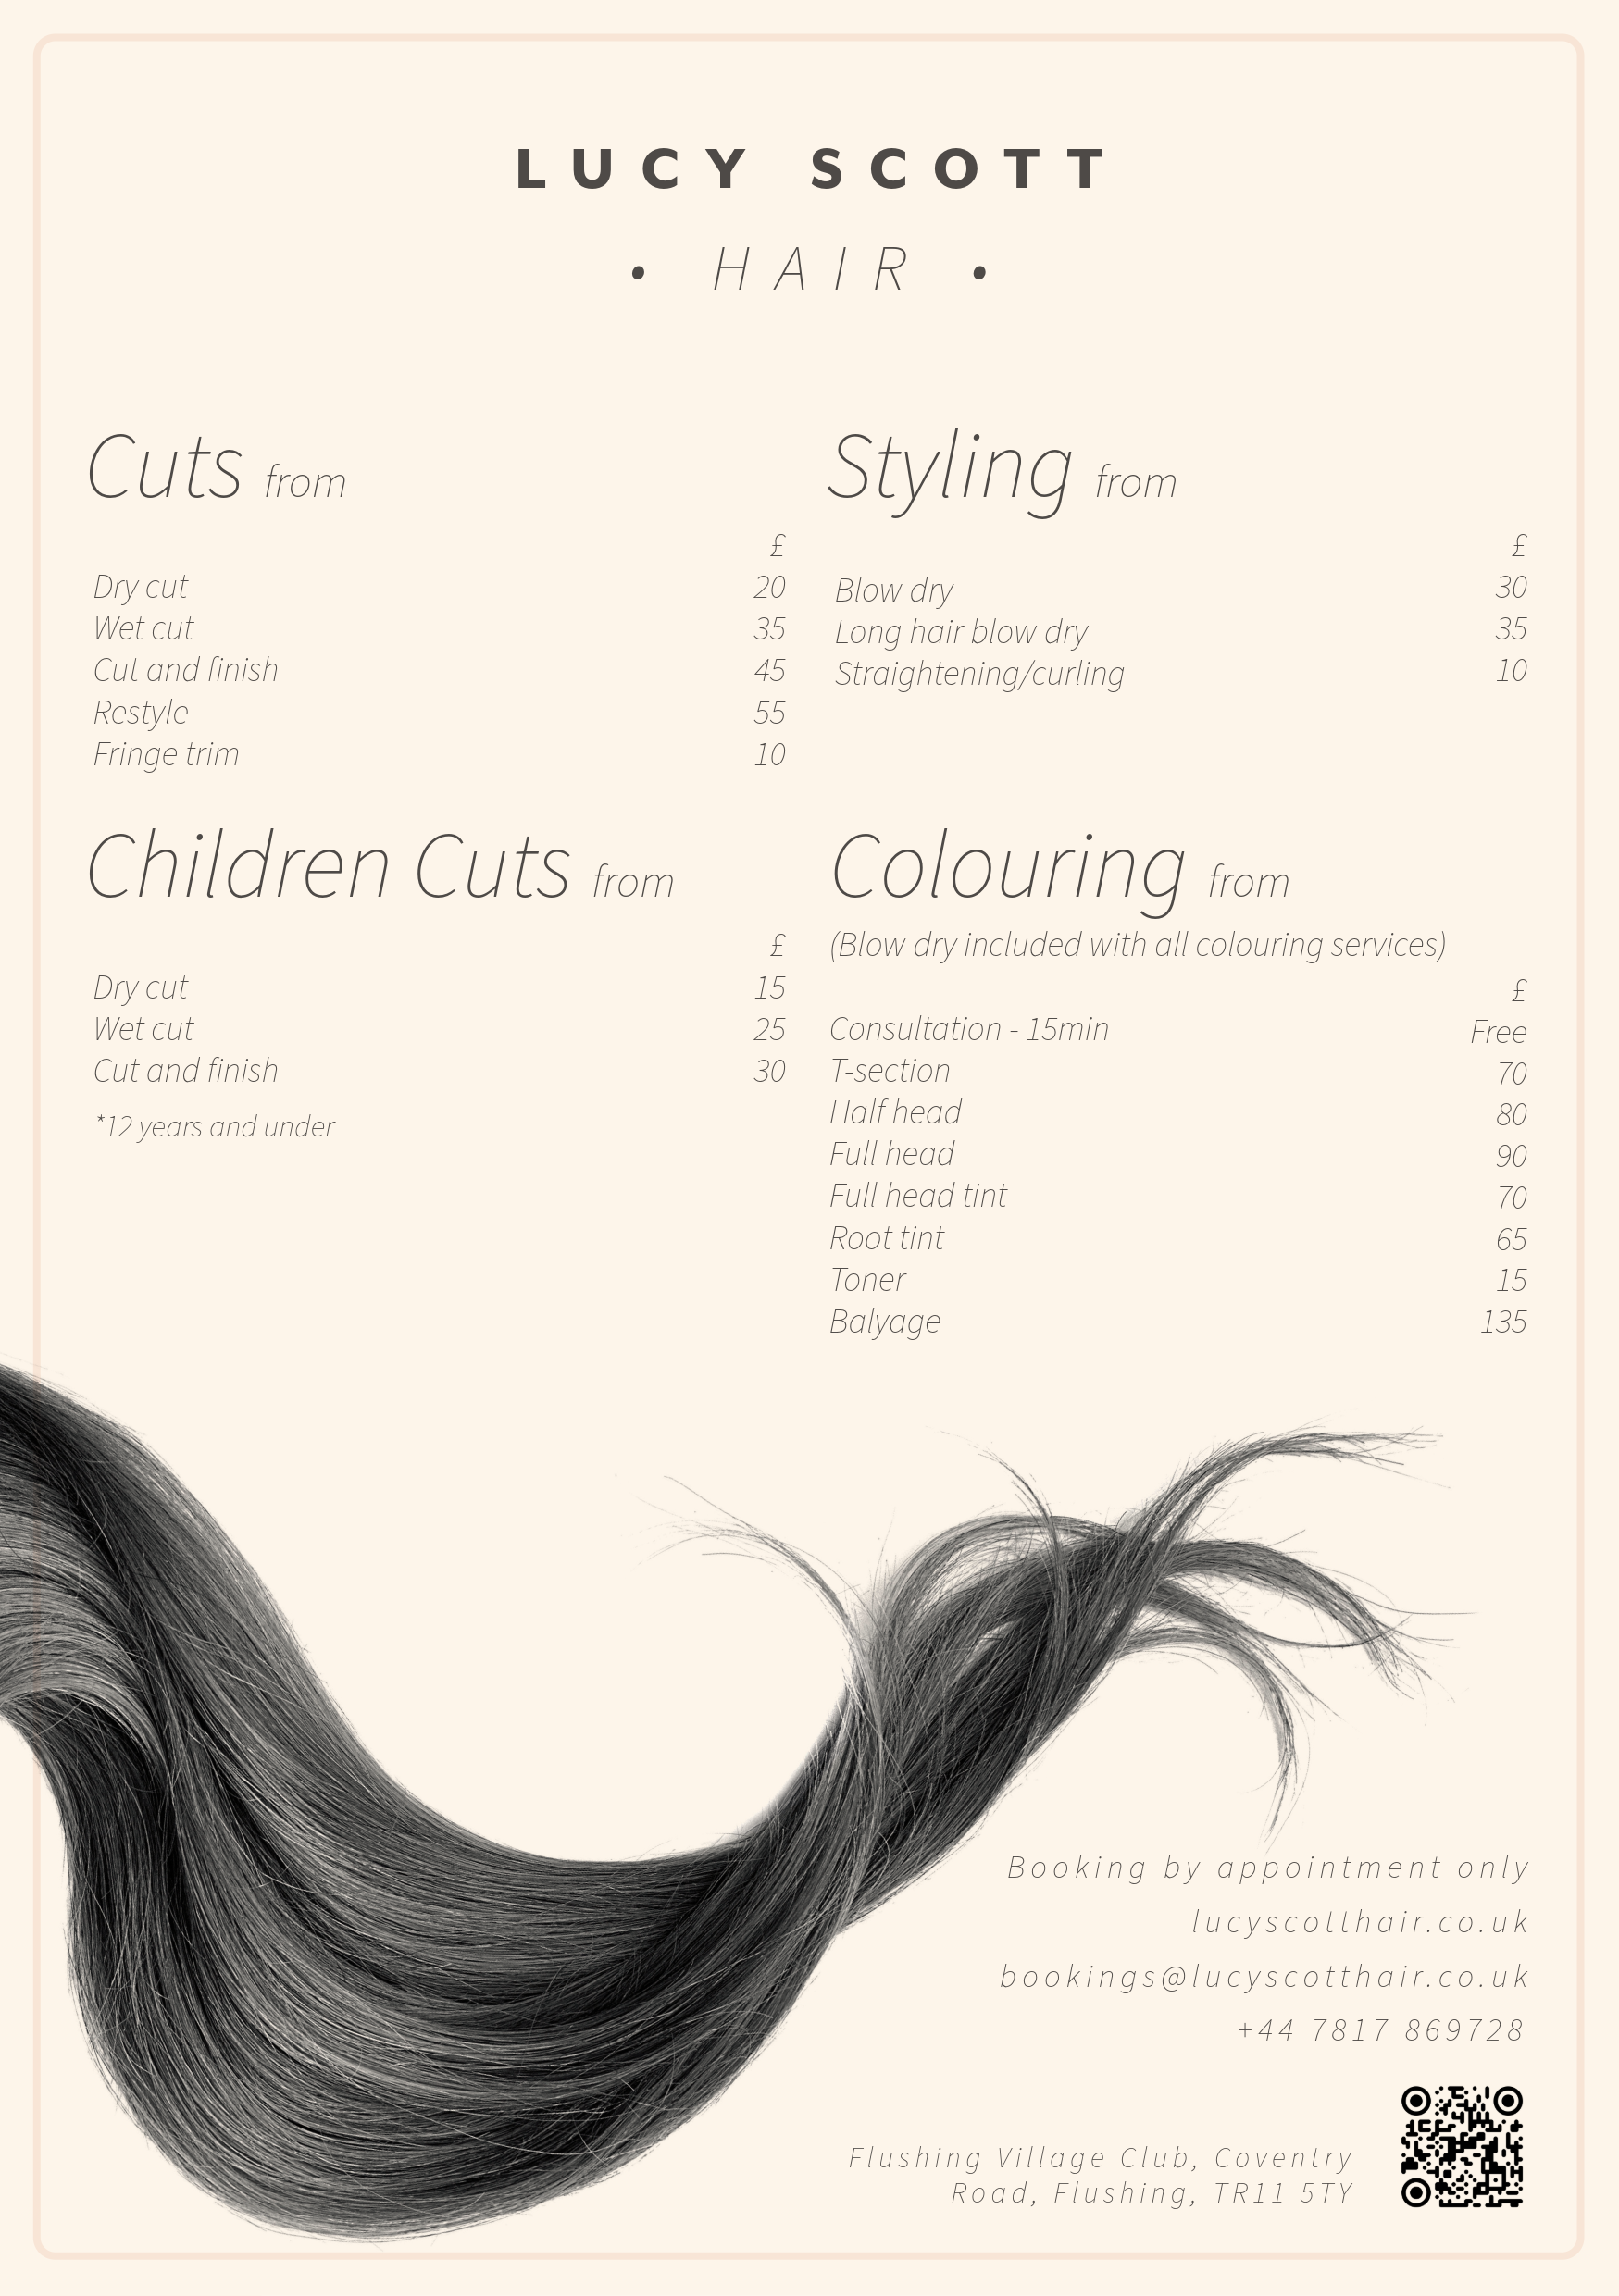 LUCY SCOTT
• HAIR •
Cuts from
£
Dry cut 20
Wet cut 35
Cut and finish 45
Restyle 55
Fringe trim 10
Styling from
£
Blow dry 30
Long hair blow dry 35
Straightening/curling 10
Children Cuts from
£
Dry cut 15
Wet cut 25
Cut and finish 30
*12 years and under
Colouring from
(Blow dry included with all colouring services)
£
Consultation - 15min Free
T-section 70
Half head 80
Full head 90
Full head tint 70
Root tint 65
Toner 15
Balyage 135
Booking by appointment only
lucyscotthair.co.uk
bookings@lucyscotthair.co.uk
+44 7817 869728
Flushing Village Club, Coventry
Road, Flushing, TR11 5TY